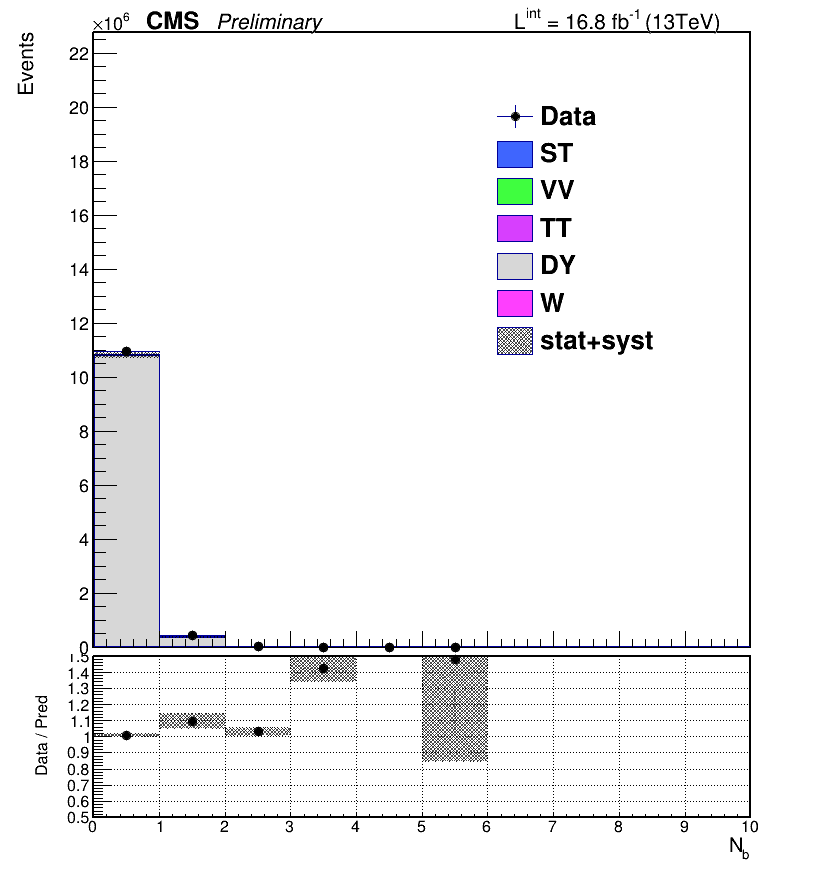 ×10⁶ CMS Preliminary L^int = 16.8 fb⁻¹ (13TeV)
Events
22
20
18
16
14
12
10
8
6
4
2
0
Data
ST
VV
TT
DY
W
stat+syst
Data / Pred
1.5
1.4
1.3
1.2
1.1
1
0.9
0.8
0.7
0.6
0.5
0 1 2 3 4 5 6 7 8 9 10
N_b